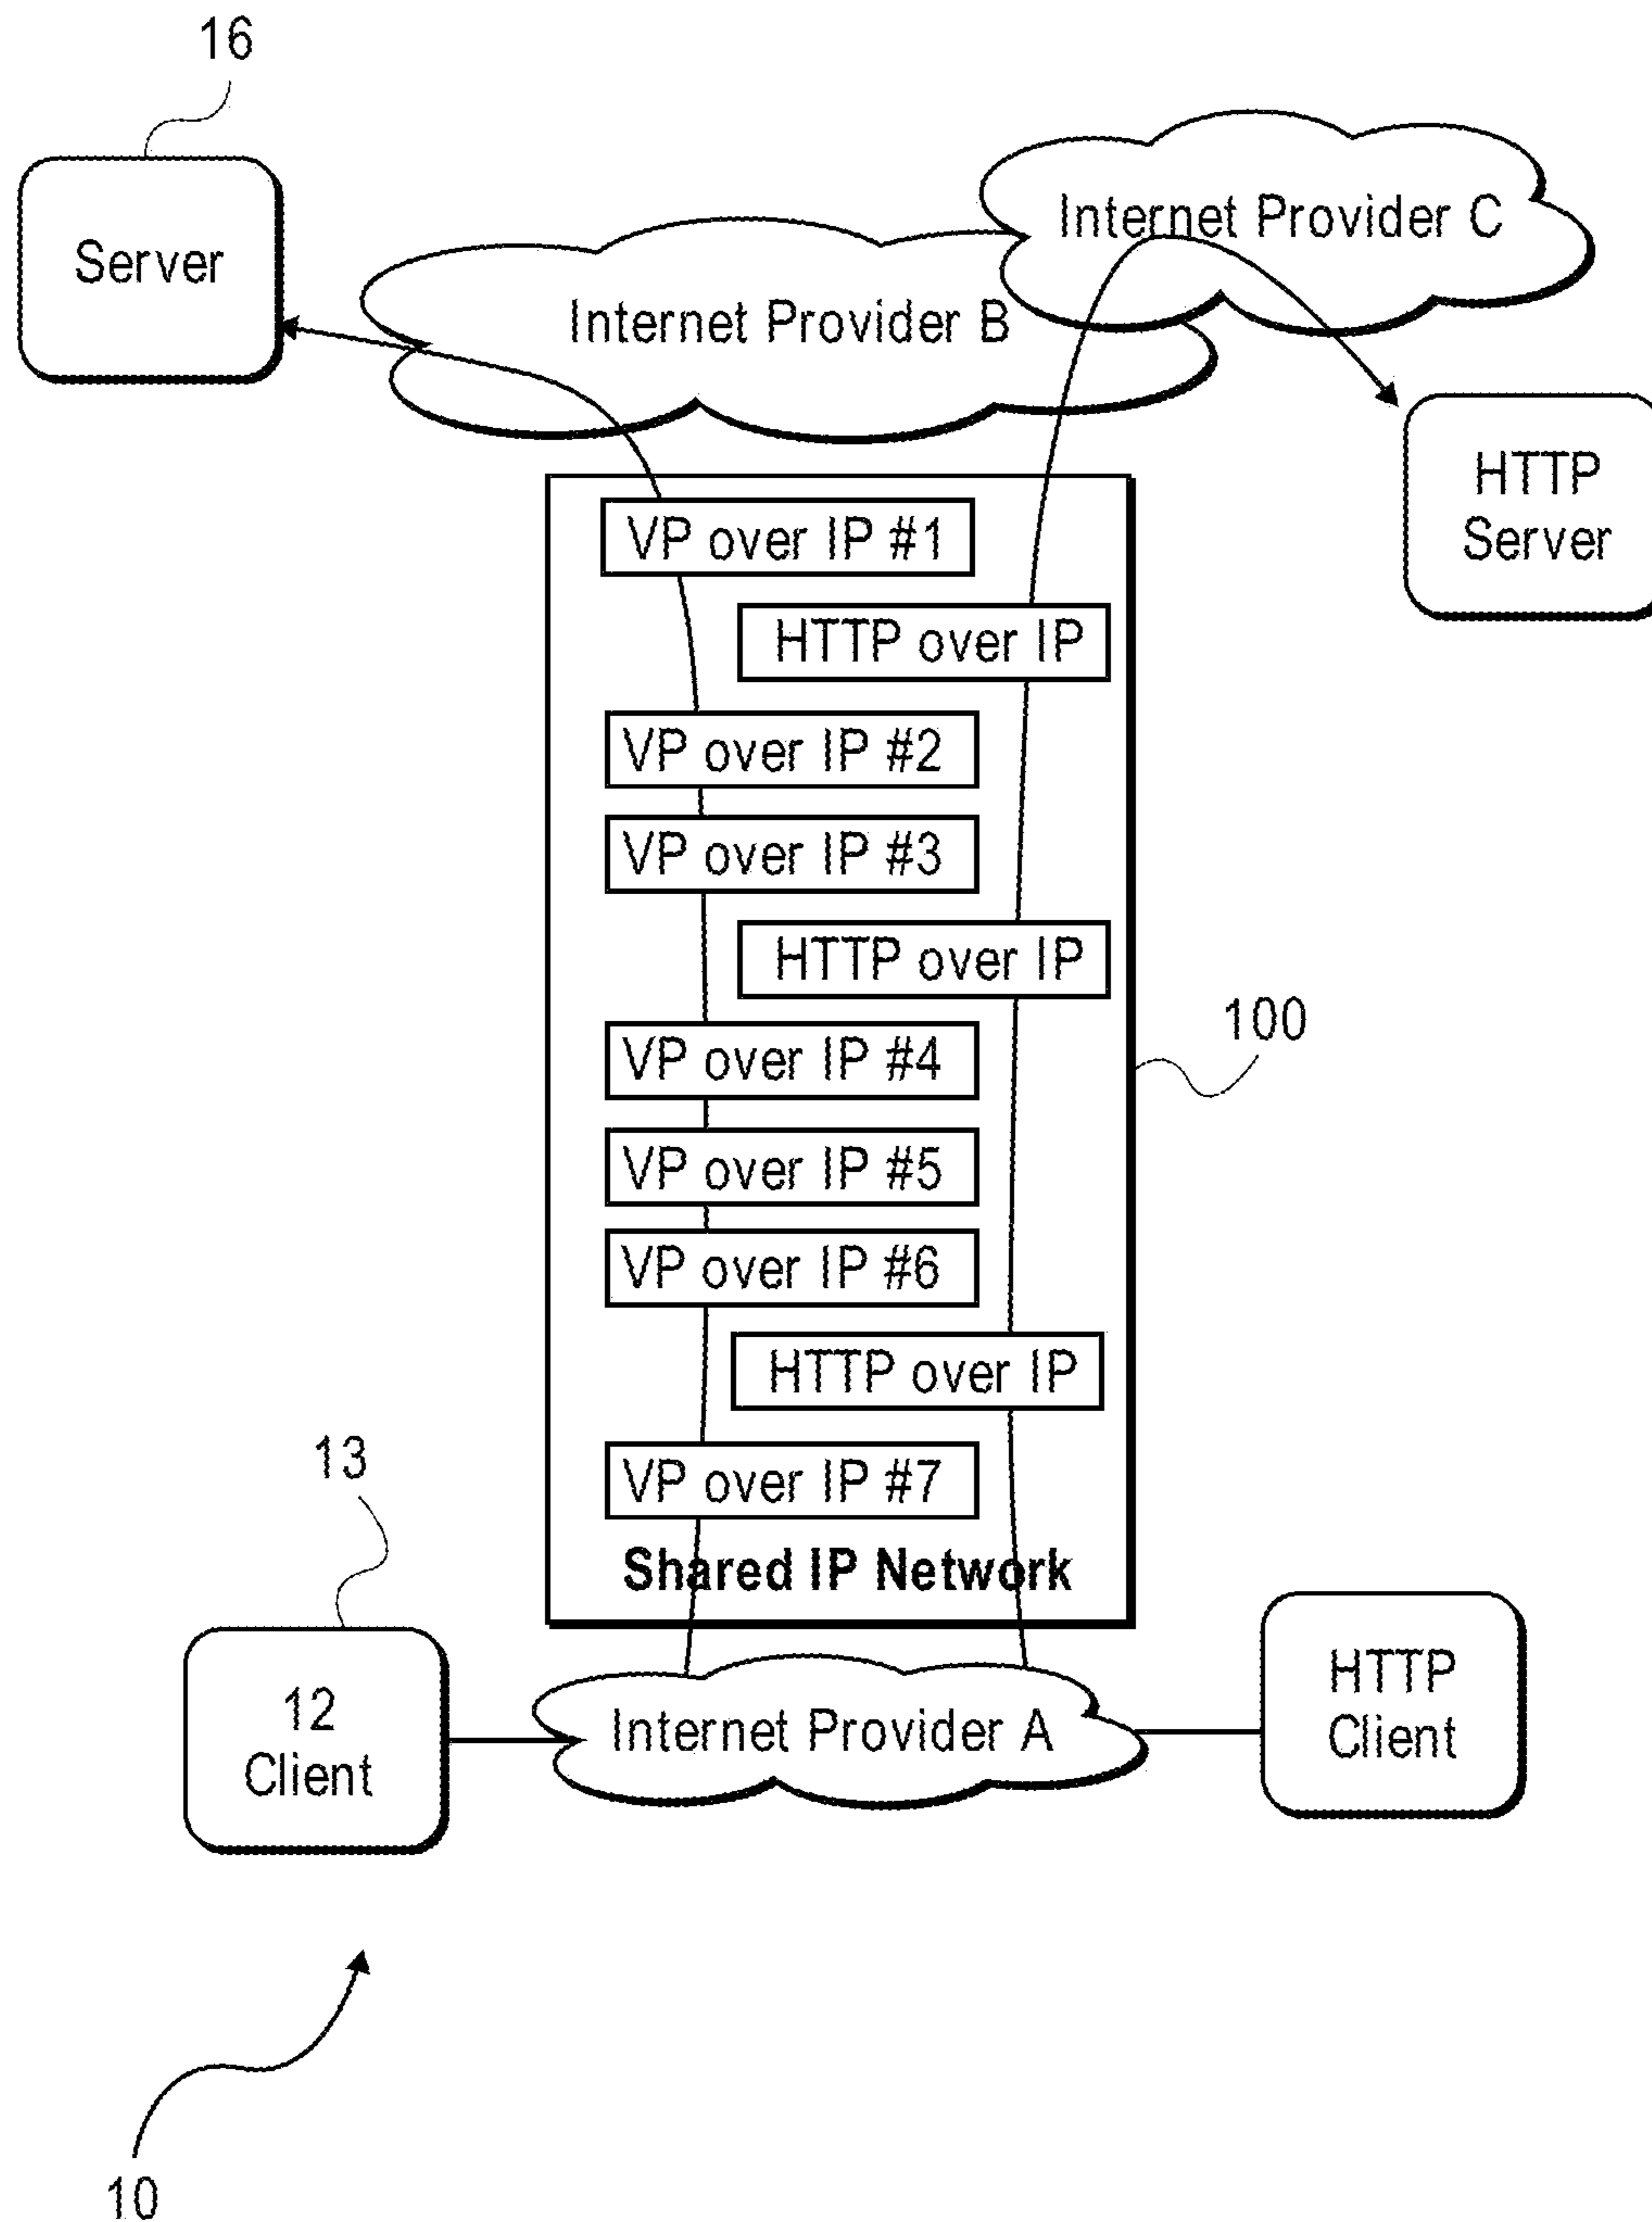 16
Server
Internet Provider C
Internet Provider B
HTTP
Server
VP over IP #1
HTTP over IP
VP over IP #2
VP over IP #3
HTTP over IP
100
VP over IP #4
VP over IP #5
VP over IP #6
HTTP over IP
13
VP over IP #7
Shared IP Network
12
Client
Internet Provider A
HTTP
Client
10